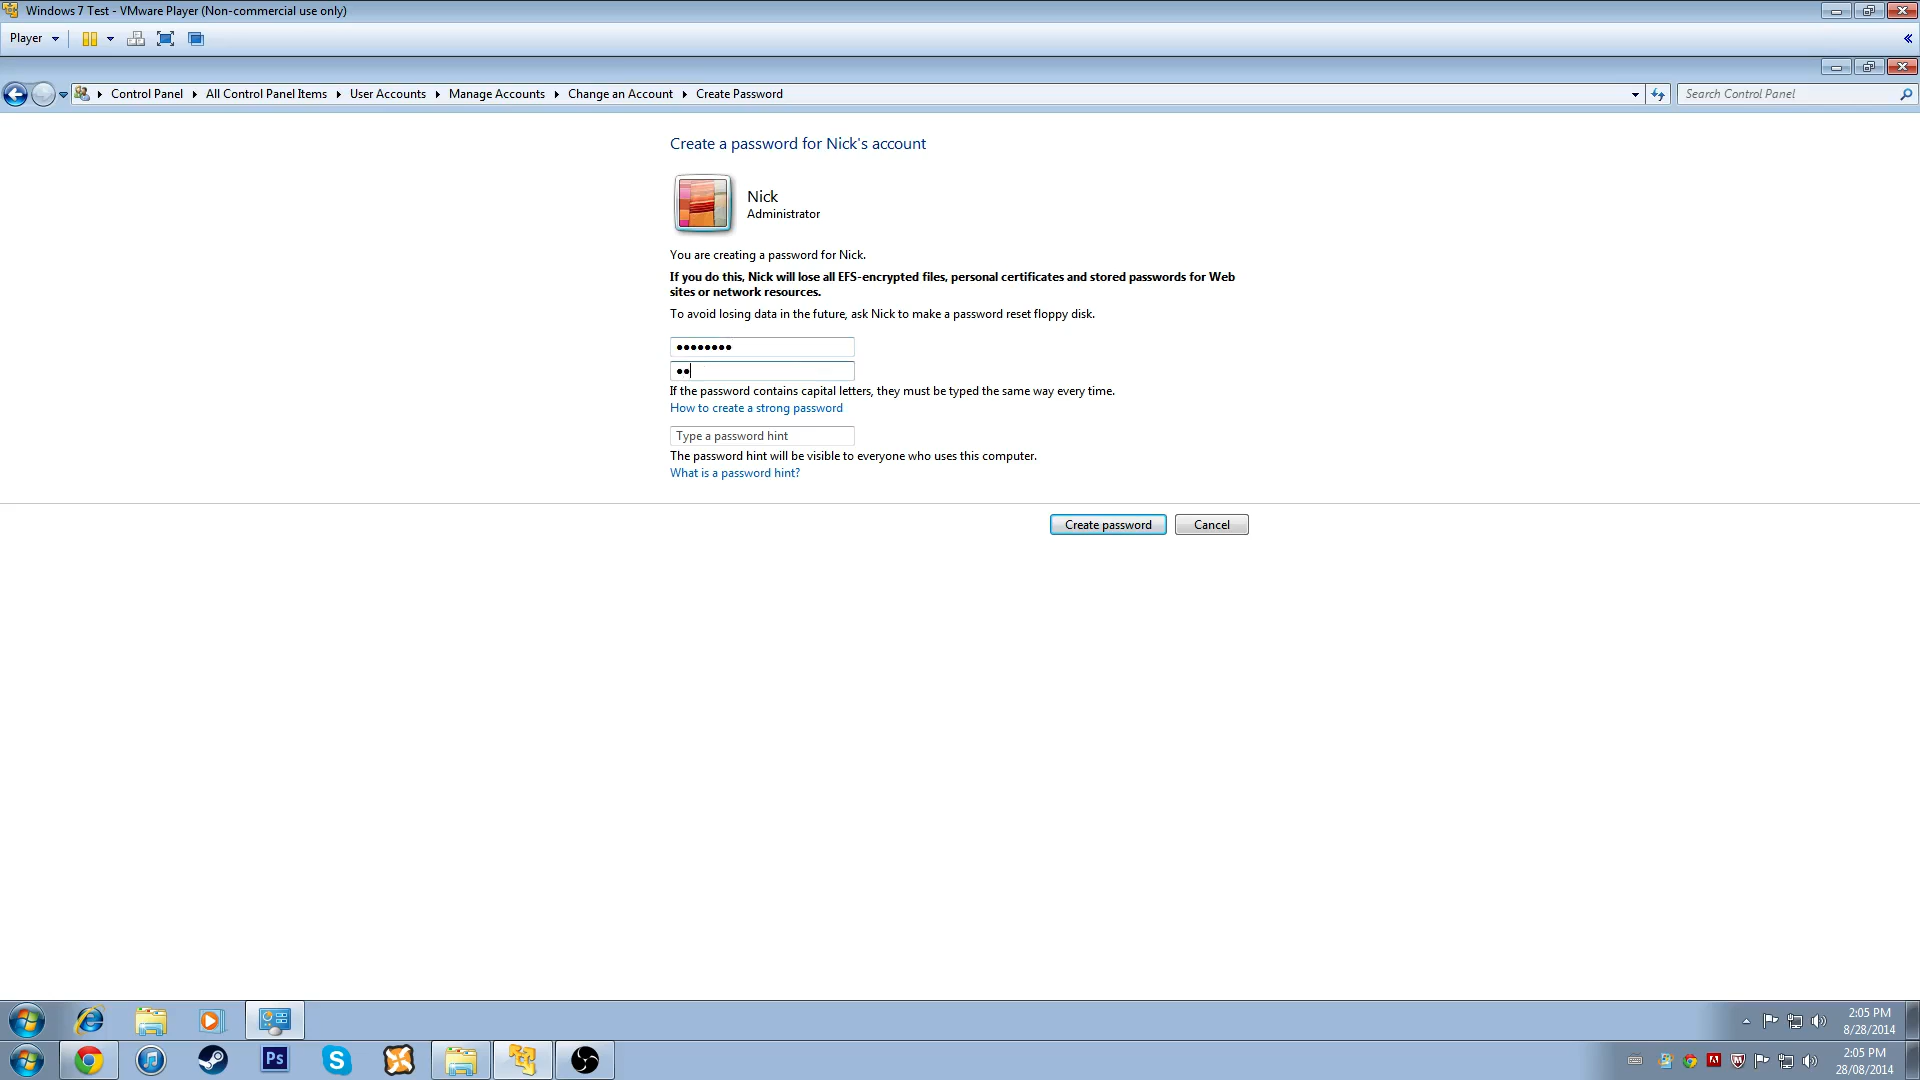 Windows 7 Test - VMware Player (Non-commercial use only)
Player
Control Panel All Control Panel Items User Accounts Manage Accounts Change an Account Create Password
Search Control Panel
Create a password for Nick's account
Nick
Administrator
You are creating a password for Nick.
If you do this, Nick will lose all EFS-encrypted files, personal certificates and stored passwords for Web
sites or network resources.
To avoid losing data in the future, ask Nick to make a password reset floppy disk.
••••••••
••
If the password contains capital letters, they must be typed the same way every time.
How to create a strong password
Type a password hint
The password hint will be visible to everyone who uses this computer.
What is a password hint?
Create password Cancel
2:05 PM
8/28/2014
Ps
2:05 PM
28/08/2014